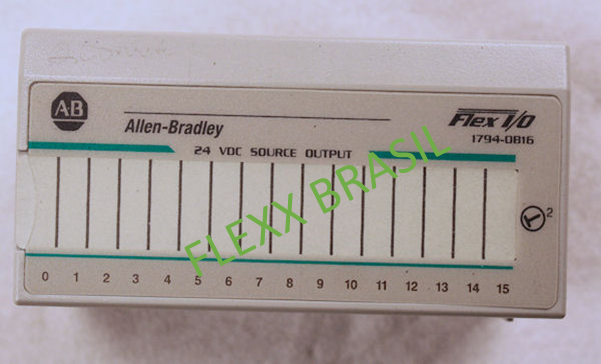 A-B
Allen-Bradley
Flex I/O
1794-OB16
24 VDC SOURCE OUTPUT
FLEXX BRASIL
2
0 1 2 3 4 5 6 7 8 9 10 11 12 13 14 15